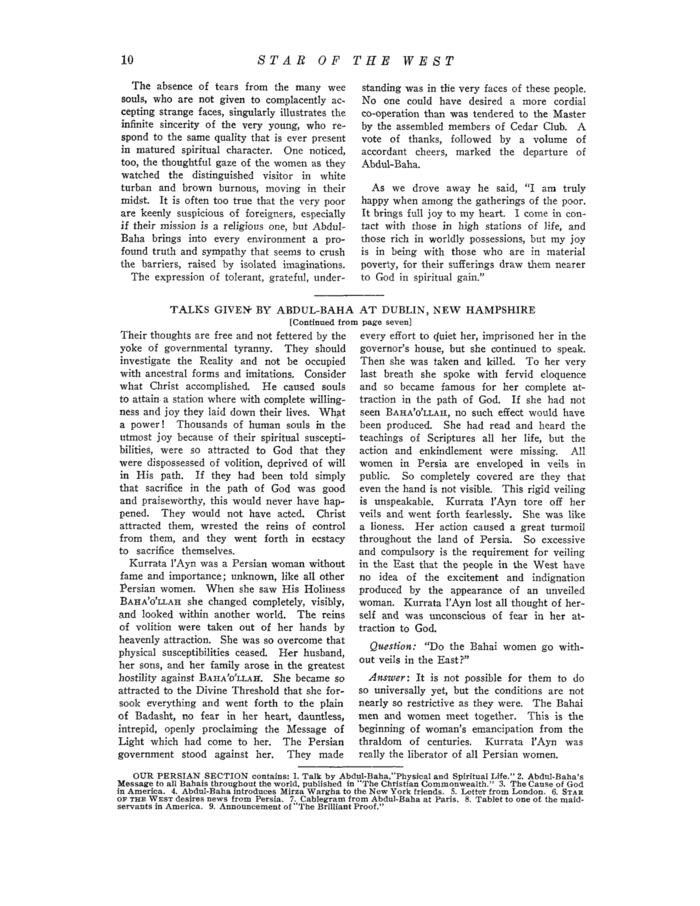 10 STAR OF THE WEST
The absence of tears from the many wee
souls, who are not given to complacently ac-
cepting strange faces, singularly illustrates the
infinite sincerity of the very young, who re-
spond to the same quality that is ever present
in matured spiritual character. One noticed,
too, the thoughtful gaze of the women as they
watched the distinguished visitor in white
turban and brown burnous, moving in their
midst. It is often too true that the very poor
are keenly suspicious of foreigners, especially
if their mission is a religious one, but Abdul-
Baha brings into every environment a pro-
found truth and sympathy that seems to crush
the barriers, raised by isolated imaginations.
The expression of tolerant, grateful, under-
standing was in the very faces of these people.
No one could have desired a more cordial
co-operation than was tendered to the Master
by the assembled members of Cedar Club. A
vote of thanks, followed by a volume of
accordant cheers, marked the departure of
Abdul-Baha.
As we drove away he said, "I am truly
happy when among the gatherings of the poor.
It brings full joy to my heart. I come in con-
tact with those in high stations of life, and
those rich in worldly possessions, but my joy
is in being with those who are in material
poverty, for their sufferings draw them nearer
to God in spiritual gain."
TALKS GIVEN BY ABDUL-BAHA AT DUBLIN, NEW HAMPSHIRE
[Continued from page seven]
Their thoughts are free and not fettered by the
yoke of governmental tyranny. They should
investigate the Reality and not be occupied
with ancestral forms and imitations. Consider
what Christ accomplished. He caused souls
to attain a station where with complete willing-
ness and joy they laid down their lives. What
a power! Thousands of human souls in the
utmost joy because of their spiritual suscepti-
bilities, were so attracted to God that they
were dispossessed of volition, deprived of will
in His path. If they had been told simply
that sacrifice in the path of God was good
and praiseworthy, this would never have hap-
pened. They would not have acted. Christ
attracted them, wrested the reins of control
from them, and they went forth in ecstacy
to sacrifice themselves.
Kurrata l'Ayn was a Persian woman without
fame and importance; unknown, like all other
Persian women. When she saw His Holiness
BAHA'O'LLAH she changed completely, visibly,
and looked within another world. The reins
of volition were taken out of her hands by
heavenly attraction. She was so overcome that
physical susceptibilities ceased. Her husband,
her sons, and her family arose in the greatest
hostility against BAHA'O'LLAH. She became so
attracted to the Divine Threshold that she for-
sook everything and went forth to the plain
of Badasht, no fear in her heart, dauntless,
intrepid, openly proclaiming the Message of
Light which had come to her. The Persian
government stood against her. They made
every effort to quiet her, imprisoned her in the
governor's house, but she continued to speak.
Then she was taken and killed. To her very
last breath she spoke with fervid eloquence
and so became famous for her complete at-
traction in the path of God. If she had not
seen BAHA'O'LLAH, no such effect would have
been produced. She had read and heard the
teachings of Scriptures all her life, but the
action and enkindlement were missing. All
women in Persia are enveloped in veils in
public. So completely covered are they that
even the hand is not visible. This rigid veiling
is unspeakable. Kurrata l'Ayn tore off her
veils and went forth fearlessly. She was like
a lioness. Her action caused a great turmoil
throughout the land of Persia. So excessive
and compulsory is the requirement for veiling
in the East that the people in the West have
no idea of the excitement and indignation
produced by the appearance of an unveiled
woman. Kurrata l'Ayn lost all thought of her-
self and was unconscious of fear in her at-
traction to God.
Question: "Do the Bahai women go with-
out veils in the East?"
Answer: It is not possible for them to do
so universally yet, but the conditions are not
nearly so restrictive as they were. The Bahai
men and women meet together. This is the
beginning of woman's emancipation from the
thraldom of centuries. Kurrata l'Ayn was
really the liberator of all Persian women.
OUR PERSIAN SECTION contains: 1. Talk by Abdul-Baha, "Physical and Spiritual Life." 2. Abdul-Baha's
Message to all Bahais throughout the world, published in "The Christian Commonwealth." 3. The Cause of God
in America. 4. Abdul-Baha introduces Mirza Wargha to the New York friends. 5. Letter from London. 6. STAR
OF THE WEST desires news from Persia. 7. Cablegram from Abdul-Baha at Paris. 8. Tablet to one of the maid-
servants in America. 9. Announcement of "The Brilliant Proof."